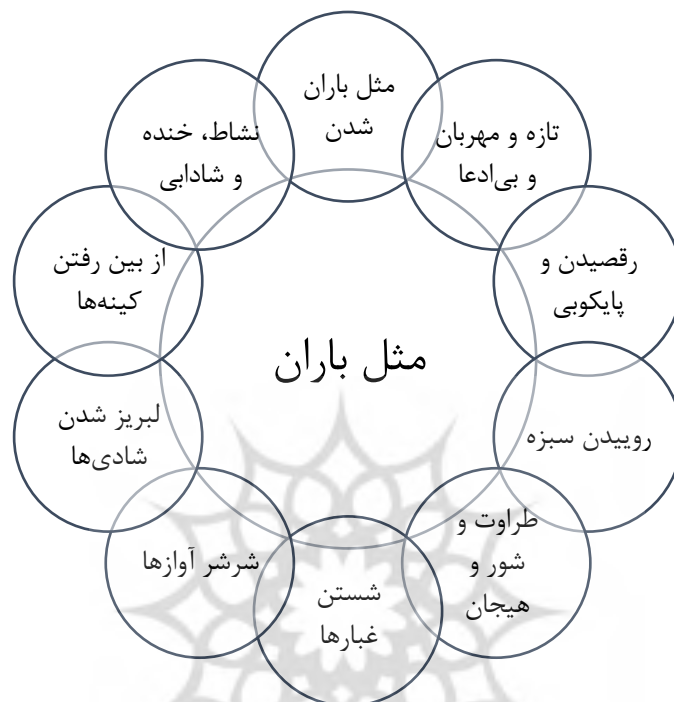 مثل باران
شدن
تازه و مهربان
و بی‌ادعا
رقصیدن و
پایکوبی
روییدن سبزه
طراوت و
شور و
هیجان
شستن
غبارها
شرشر آوازها
لبریز شدن
شادی‌ها
از بین رفتن
کینه‌ها
نشاط، خنده
و شادابی
مثل باران